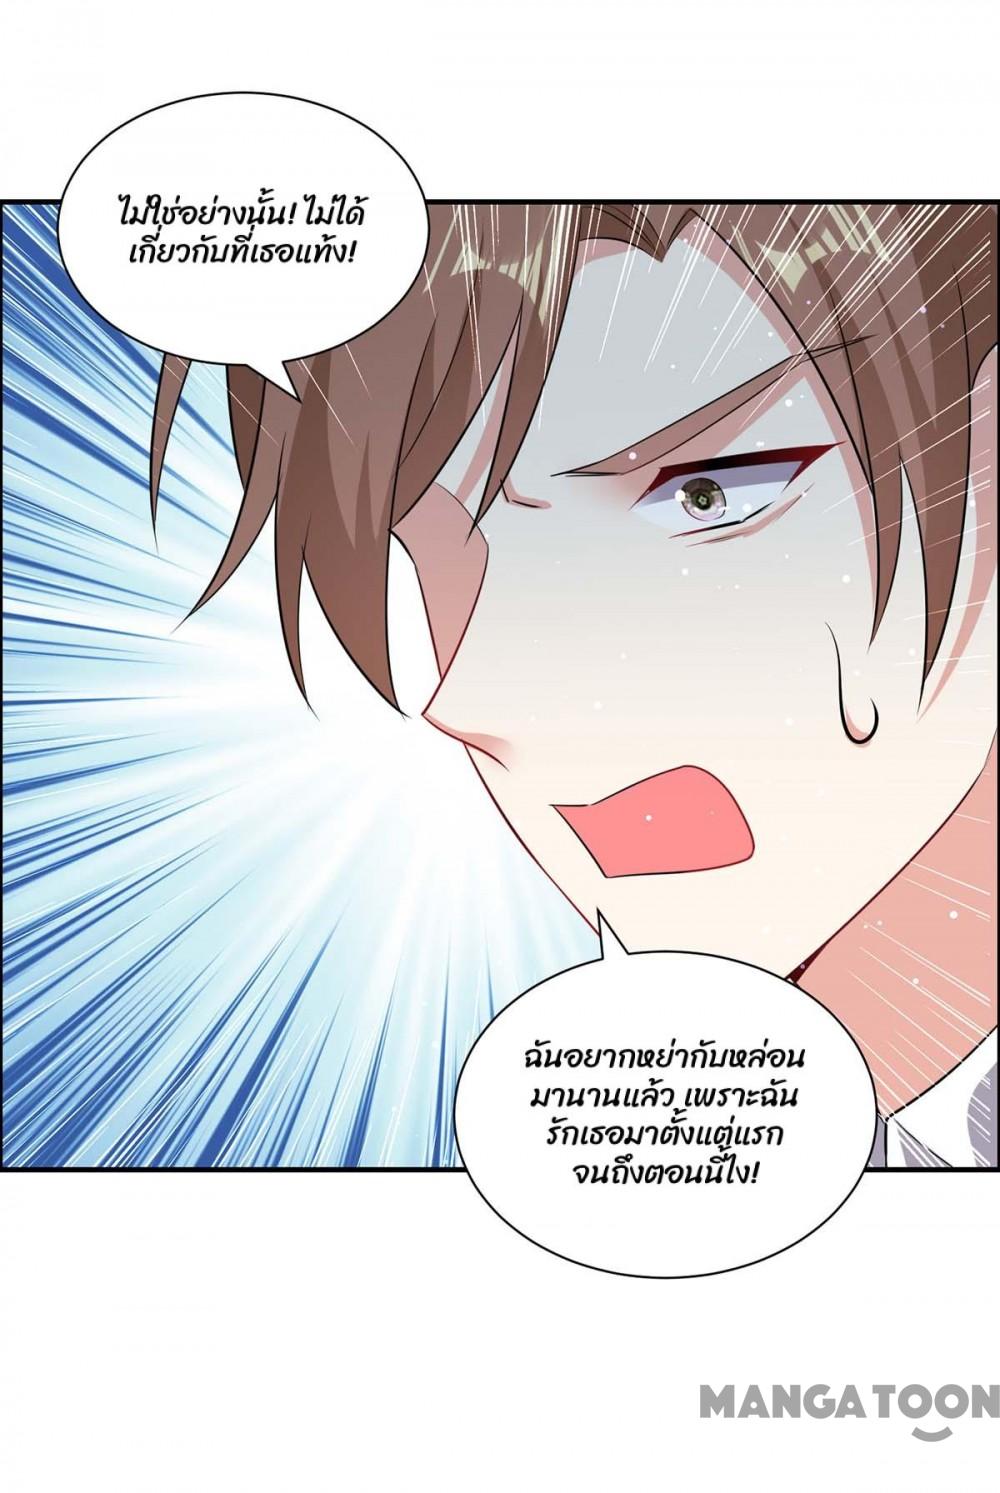 ไม่ใช่อย่างนั้น! ไม่ได้
เกี่ยวกับที่เธอแท้ง!
ฉันอยากหย่ากับหล่อน
มานานแล้ว เพราะฉัน
รักเธอมาตั้งแต่แรก
จนถึงตอนนี้ไง!
MANGATOON